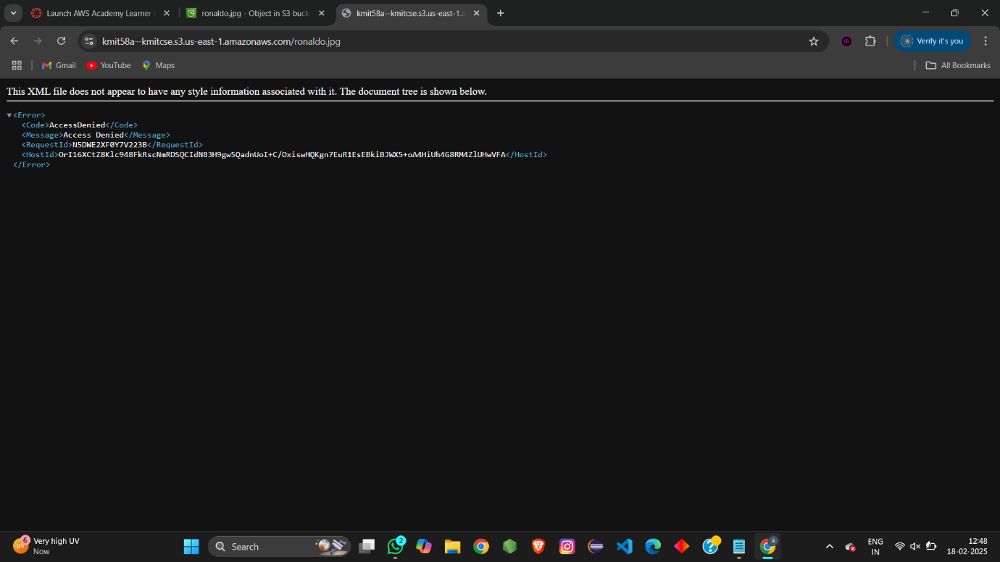 Launch AWS Academy Learner
ronaldo.jpg - Object in S3 buck
kmit58a--kmitcse.s3.us-east-1.a
kmit58a--kmitcse.s3.us-east-1.amazonaws.com/ronaldo.jpg
Verify it's you
Gmail
YouTube
Maps
All Bookmarks
This XML file does not appear to have any style information associated with it. The document tree is shown below.
<Error>
<Code>AccessDenied</Code>
<Message>Access Denied</Message>
<RequestId>N5DWE2XF0Y7V223B</RequestId>
<HostId>OrI16XCtZ8Klc948FkRscNmRDSQCIdN83H9gw5QadnUoI+C/OxiswHQKgn7EuR1EsEBkiBJWX5+oA4HiUh4G8RM4ZlUHwVFA</HostId>
</Error>
6
Very high UV
Now
Search
2
A
ENG
IN
12:48
18-02-2025